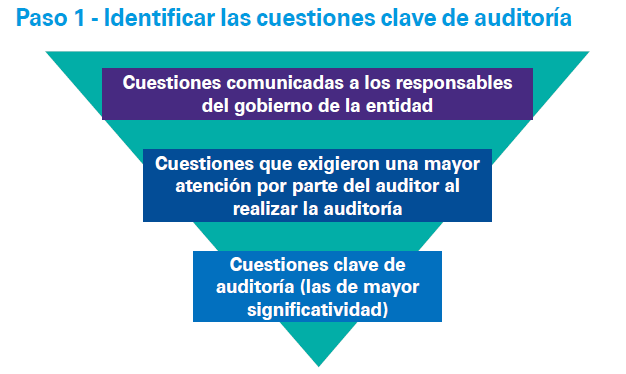 Paso 1 - Identificar las cuestiones clave de auditoría
Cuestiones comunicadas a los responsables
del gobierno de la entidad
Cuestiones que exigieron una mayor
atención por parte del auditor al
realizar la auditoría
Cuestiones clave de
auditoría (las de mayor
significatividad)